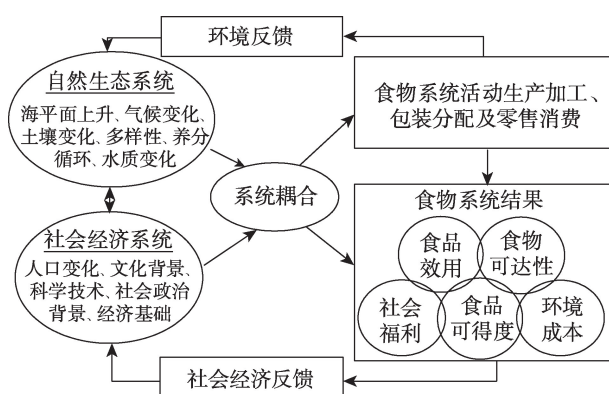 环境反馈
自然生态系统
海平面上升、气候变化、
土壤变化、多样性、养分
循环、水质变化
食物系统活动生产加工、
包装分配及零售消费
系统耦合
食物系统结果
食品
效用
食物
可达性
社会
福利
食品
可得度
环境
成本
社会经济系统
人口变化、文化背景、
科学技术、社会政治
背景、经济基础
社会经济反馈